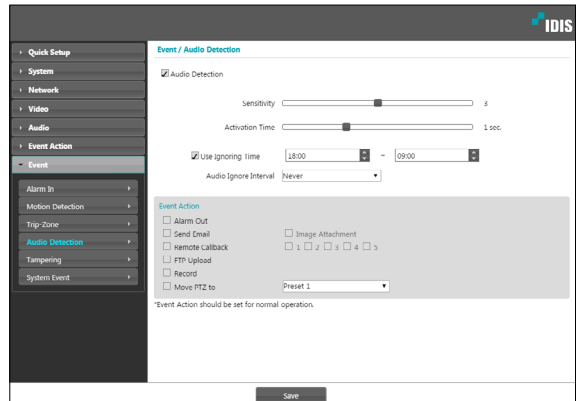 IDIS
Quick Setup
System
Network
Video
Audio
Event Action
Event
Alarm In
Motion Detection
Trip-Zone
Audio Detection
Tampering
System Event
Event / Audio Detection
Audio Detection
Sensitivity 3
Activation Time 1 sec.
Use Ignoring Time 18:00 ~ 09:00
Audio Ignore Interval Never
Event Action
Alarm Out
Send Email Image Attachment
Remote Callback 1 2 3 4 5
FTP Upload
Record
Move PTZ to Preset 1
*Event Action should be set for normal operation.
Save